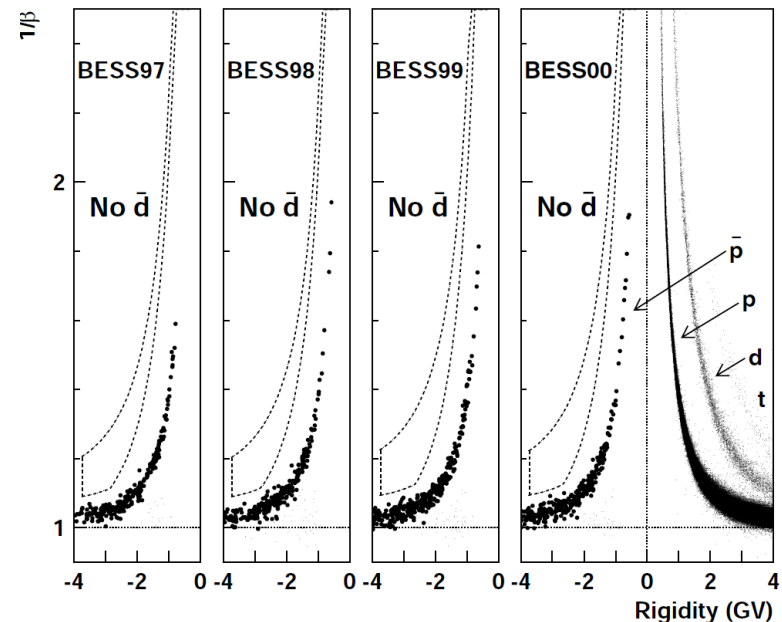 1/β
BESS97 BESS98 BESS99 BESS00
2
No d̄ No d̄ No d̄ No d̄
p̄
p
d
t
1
-4 -2 0 -4 -2 0 -4 -2 0 -4 -2 0 2 4
Rigidity (GV)